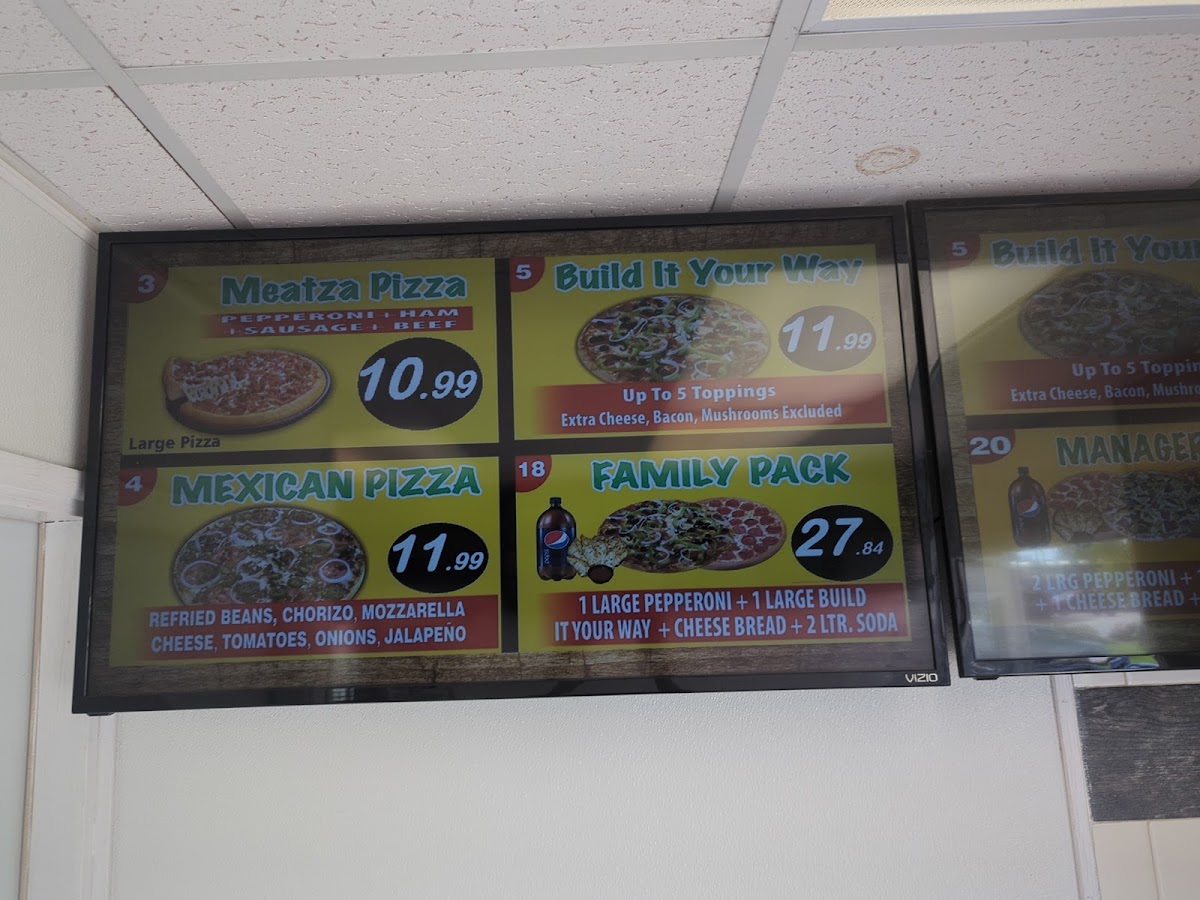 3
Meatza Pizza
PEPPERONI + HAM
+ SAUSAGE + BEEF
10.99
Large Pizza
5
Build It Your Way
11.99
Up To 5 Toppings
Extra Cheese, Bacon, Mushrooms Excluded
4
MEXICAN PIZZA
11.99
REFRIED BEANS, CHORIZO, MOZZARELLA
CHEESE, TOMATOES, ONIONS, JALAPEÑO
18
FAMILY PACK
27.84
1 LARGE PEPPERONI + 1 LARGE BUILD
IT YOUR WAY + CHEESE BREAD + 2 LTR. SODA
VIZIO
5
Build It Your
Up To 5 Toppin
Extra Cheese, Bacon, Mushr
20
MANAGE
2 LRG PEPPERONI +
+ 1 CHEESE BREAD +